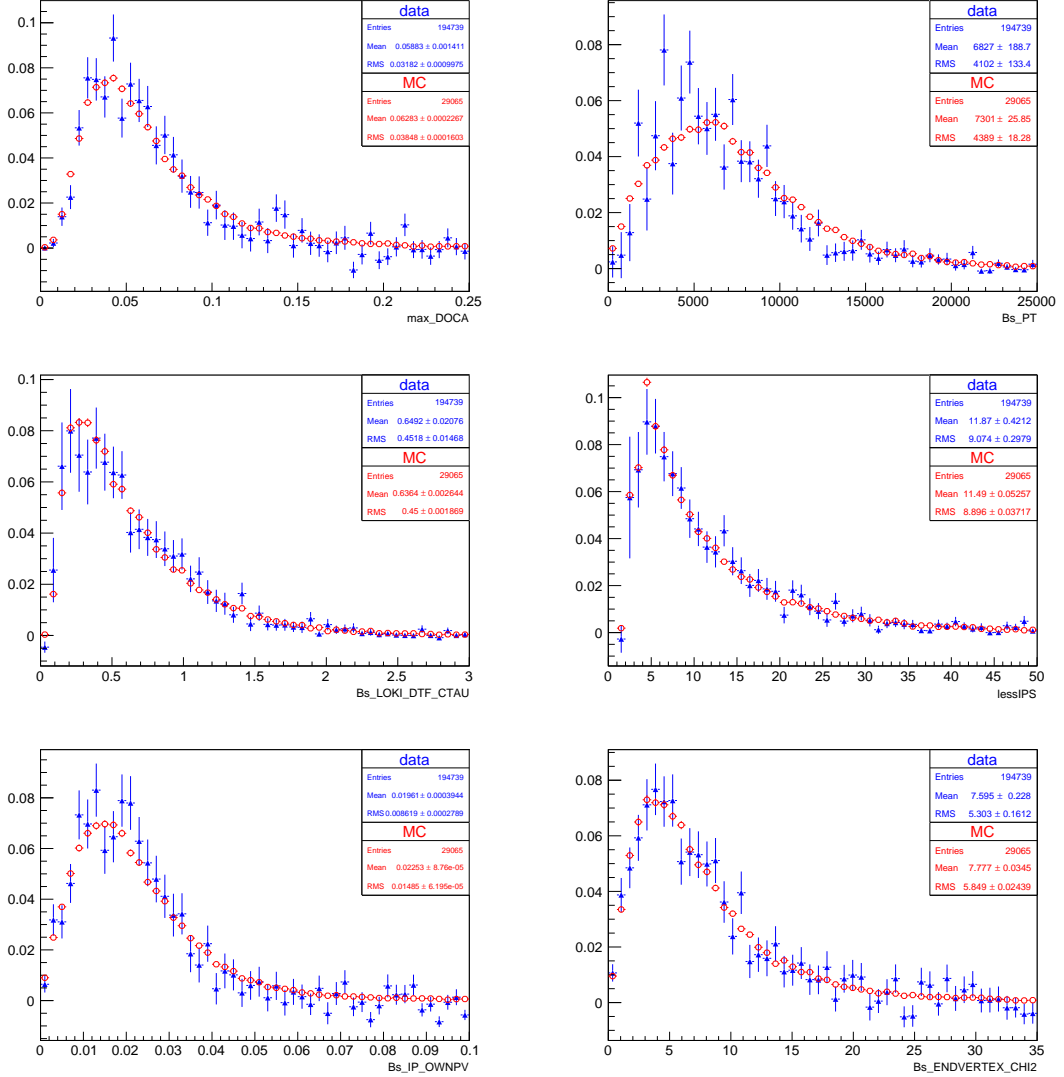 data
Entries 194739
Mean 0.05883 ± 0.001411
RMS 0.03182 ± 0.0009975
MC
Entries 29065
Mean 0.06283 ± 0.0002267
RMS 0.03848 ± 0.0001603
0.1
0.08
0.06
0.04
0.02
0
0 0.05 0.1 0.15 0.2 0.25
max_DOCA
data
Entries 194739
Mean 6827 ± 188.7
RMS 4102 ± 133.4
MC
Entries 29065
Mean 7301 ± 25.85
RMS 4389 ± 18.28
0.08
0.06
0.04
0.02
0
0 5000 10000 15000 20000 25000
Bs_PT
data
Entries 194739
Mean 0.6492 ± 0.02076
RMS 0.4518 ± 0.01468
MC
Entries 29065
Mean 0.6364 ± 0.002644
RMS 0.45 ± 0.001869
0.1
0.08
0.06
0.04
0.02
0
0 0.5 1 1.5 2 2.5 3
Bs_LOKI_DTF_CTAU
data
Entries 194739
Mean 11.87 ± 0.4212
RMS 9.074 ± 0.2979
MC
Entries 29065
Mean 11.49 ± 0.05257
RMS 8.896 ± 0.03717
0.1
0.08
0.06
0.04
0.02
0
0 5 10 15 20 25 30 35 40 45 50
lessIPS
data
Entries 194739
Mean 0.01961 ± 0.0003944
RMS 0.008619 ± 0.0002789
MC
Entries 29065
Mean 0.02253 ± 8.76e-05
RMS 0.01485 ± 6.195e-05
0.08
0.06
0.04
0.02
0
0 0.01 0.02 0.03 0.04 0.05 0.06 0.07 0.08 0.09 0.1
Bs_IP_OWNPV
data
Entries 194739
Mean 7.595 ± 0.228
RMS 5.303 ± 0.1612
MC
Entries 29065
Mean 7.777 ± 0.0345
RMS 5.849 ± 0.02439
0.08
0.06
0.04
0.02
0
0 5 10 15 20 25 30 35
Bs_ENDVERTEX_CHI2